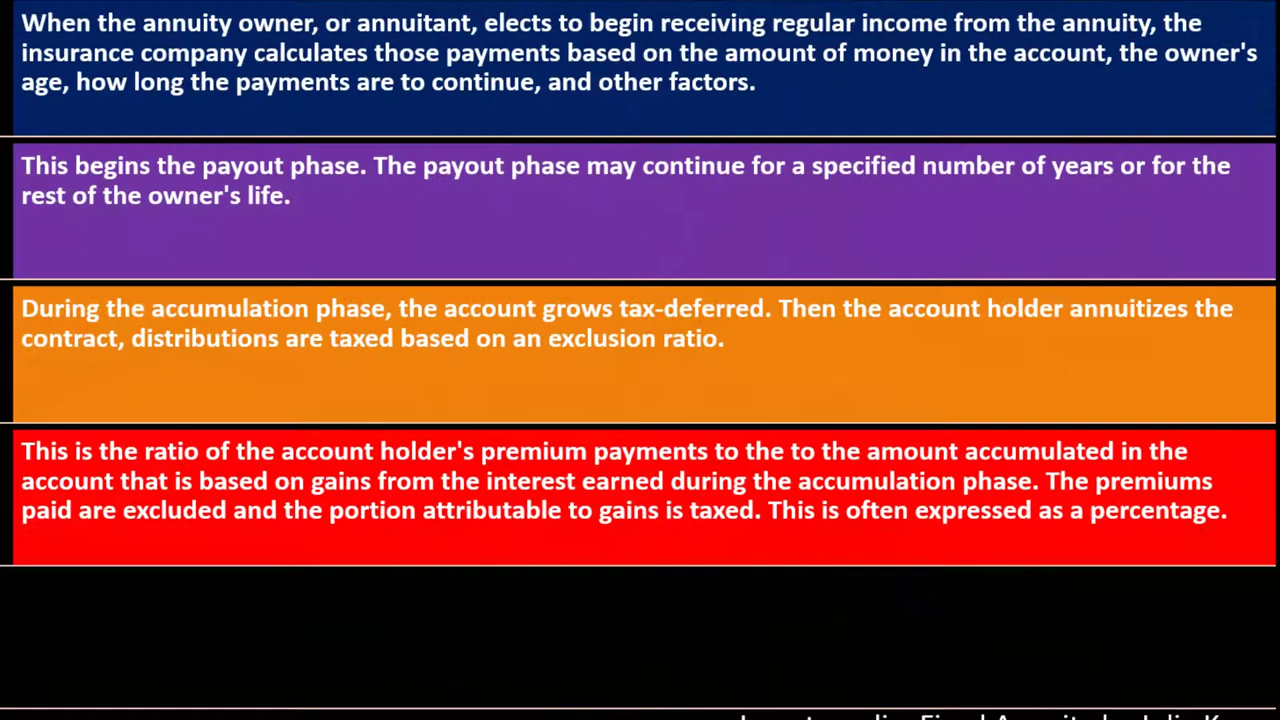 When the annuity owner, or annuitant, elects to begin receiving regular income from the annuity, the
insurance company calculates those payments based on the amount of money in the account, the owner's
age, how long the payments are to continue, and other factors.
This begins the payout phase. The payout phase may continue for a specified number of years or for the
rest of the owner's life.
During the accumulation phase, the account grows tax-deferred. Then the account holder annuitizes the
contract, distributions are taxed based on an exclusion ratio.
This is the ratio of the account holder's premium payments to the to the amount accumulated in the
account that is based on gains from the interest earned during the accumulation phase. The premiums
paid are excluded and the portion attributable to gains is taxed. This is often expressed as a percentage.